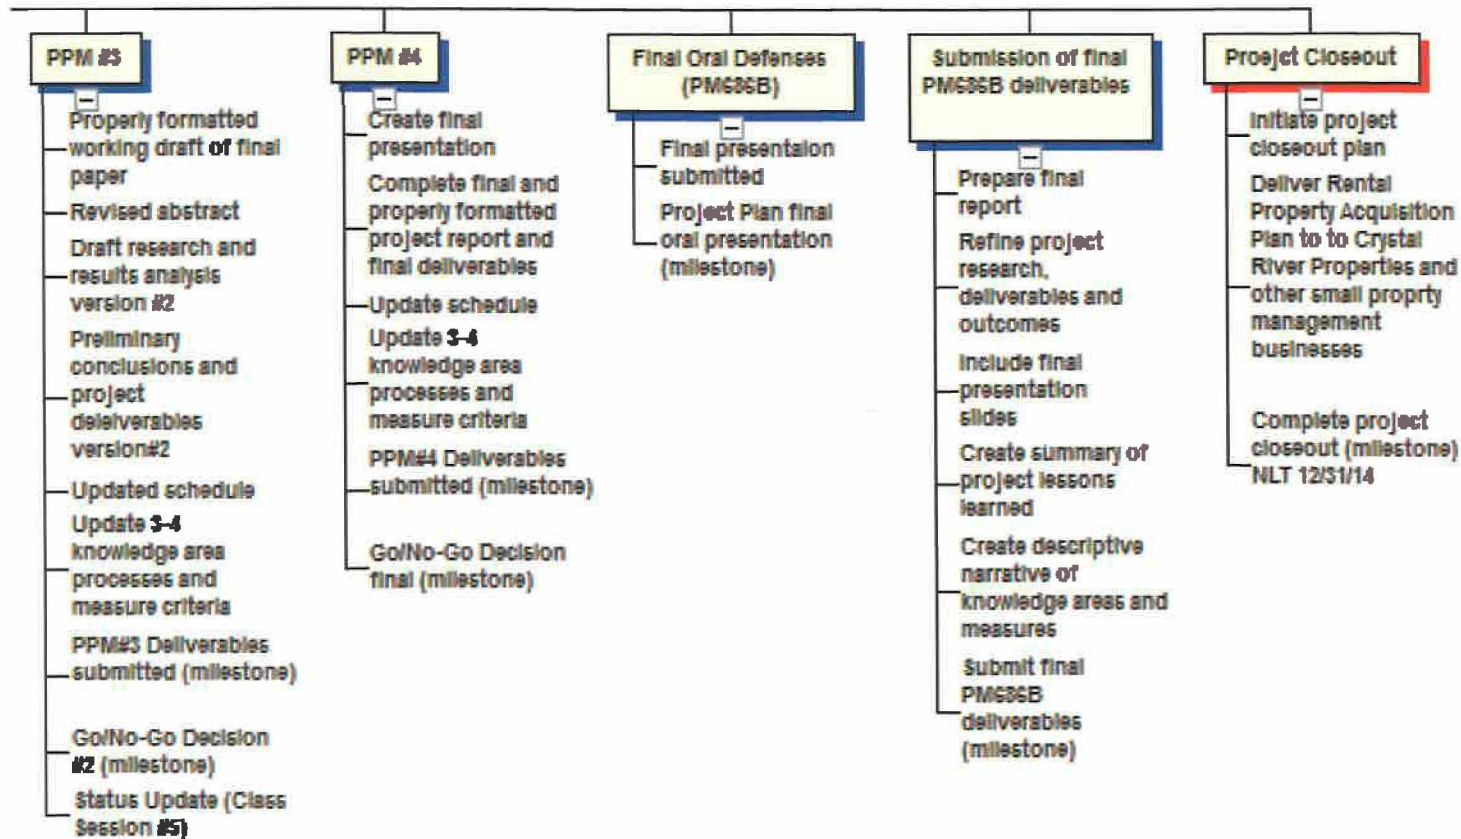 PPM #3
Properly formatted
working draft of final
paper
Revised abstract
Draft research and
results analysis
version #2
Preliminary
conclusions and
project
deleiverables
version#2
Updated schedule
Update 3-4
knowledge area
processes and
measure criteria
PPM#3 Deliverables
submitted (milestone)
Go/No-Go Decision
#2 (milestone)
Status Update (Class
Session #5)
PPM #4
Create final
presentation
Complete final and
properly formatted
project report and
final deliverables
Update schedule
Update 3-4
knowledge area
processes and
measure criteria
PPM#4 Deliverables
submitted (milestone)
Go/No-Go Decision
final (milestone)
Final Oral Defenses
(PM686B)
Final presentaion
submitted
Project Plan final
oral presentation
(milestone)
Submission of final
PM686B deliverables
Prepare final
report
Refine project
research,
deliverables and
outcomes
Include final
presentation
slides
Create summary of
project lessons
learned
Create descriptive
narrative of
knowledge areas and
measures
Submit final
PM686B
deliverables
(milestone)
Proejct Closeout
Initiate project
closeout plan
Deliver Rental
Property Acquisition
Plan to to Crystal
River Properties and
other small proprty
management
businesses
Complete project
closeout (milestone)
NLT 12/31/14